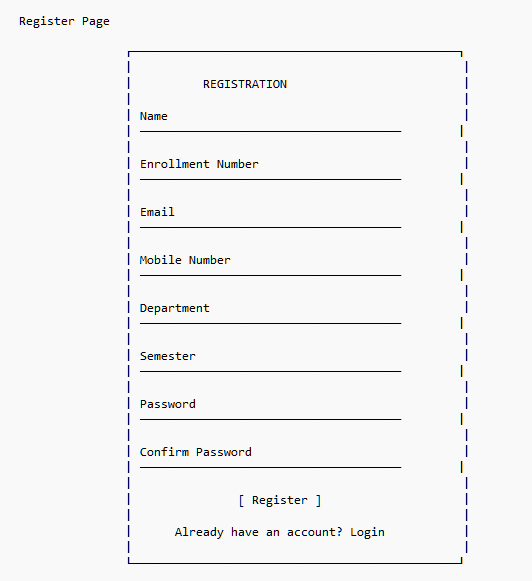 Register Page
REGISTRATION
Name
Enrollment Number
Email
Mobile Number
Department
Semester
Password
Confirm Password
[ Register ]
Already have an account? Login